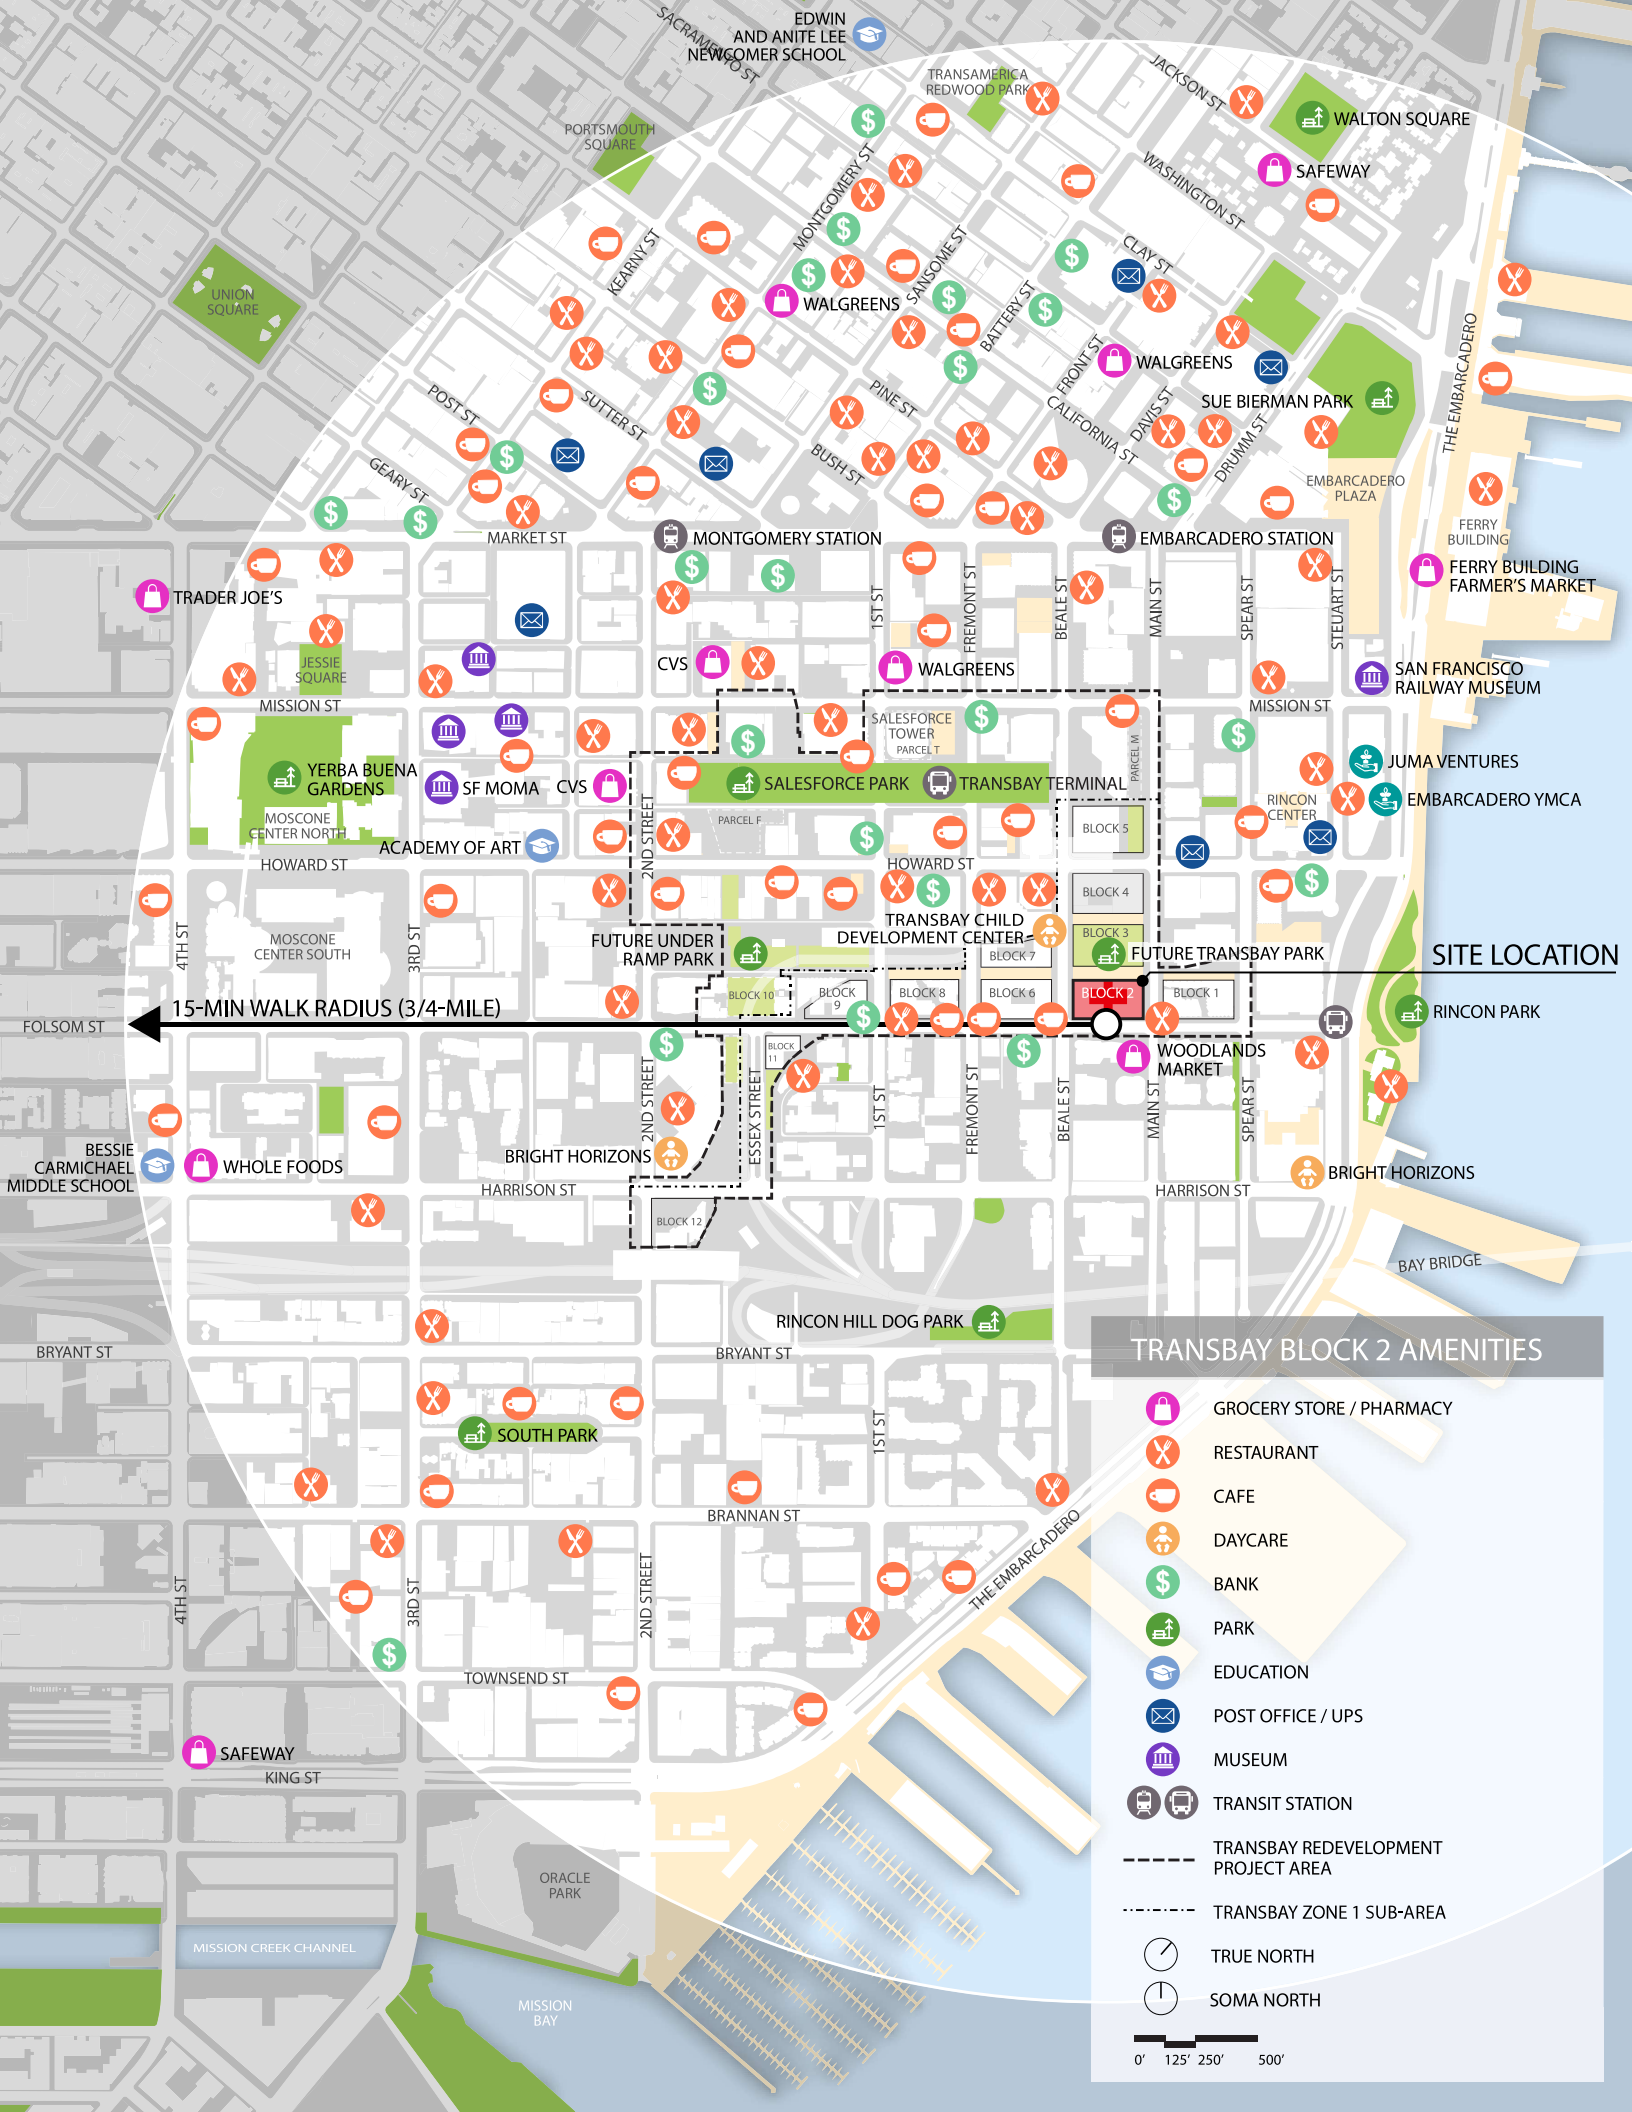 EDWIN
AND ANITE LEE
NEWCOMER SCHOOL
SACRAMENTO ST
TRANSAMERICA
REDWOOD PARK
JACKSON ST
WALTON SQUARE
PORTSMOUTH
SQUARE
MONTGOMERY ST
WASHINGTON ST
SAFEWAY
KEARNY ST
SANSOME ST
CLAY ST
UNION
SQUARE
WALGREENS
BATTERY ST
FRONT ST
WALGREENS
THE EMBARCADERO
POST ST
SUTTER ST
PINE ST
CALIFORNIA ST
DAVIS ST
SUE BIERMAN PARK
DRUMM ST
GEARY ST
BUSH ST
EMBARCADERO
PLAZA
MARKET ST
MONTGOMERY STATION
EMBARCADERO STATION
FERRY
BUILDING
FERRY BUILDING
FARMER'S MARKET
TRADER JOE'S
1ST ST
FREMONT ST
BEALE ST
MAIN ST
SPEAR ST
STEUART ST
JESSIE
SQUARE
CVS
WALGREENS
SAN FRANCISCO
RAILWAY MUSEUM
MISSION ST
MISSION ST
SALESFORCE
TOWER
PARCEL T
PARCEL M
JUMA VENTURES
YERBA BUENA
GARDENS
SF MOMA
CVS
SALESFORCE PARK
TRANSBAY TERMINAL
EMBARCADERO YMCA
RINCON
CENTER
MOSCONE
CENTER NORTH
2ND STREET
PARCEL F
BLOCK 5
ACADEMY OF ART
HOWARD ST
HOWARD ST
BLOCK 4
4TH ST
MOSCONE
CENTER SOUTH
3RD ST
FUTURE UNDER
RAMP PARK
TRANSBAY CHILD
DEVELOPMENT CENTER
BLOCK 3
BLOCK 7
FUTURE TRANSBAY PARK
SITE LOCATION
BLOCK 10
BLOCK
9
BLOCK 8
BLOCK 6
BLOCK 2
BLOCK 1
15-MIN WALK RADIUS (3/4-MILE)
FOLSOM ST
RINCON PARK
BLOCK
11
WOODLANDS
MARKET
2ND STREET
ESSEX STREET
1ST ST
FREMONT ST
BEALE ST
MAIN ST
SPEAR ST
BESSIE
CARMICHAEL
MIDDLE SCHOOL
WHOLE FOODS
BRIGHT HORIZONS
BRIGHT HORIZONS
HARRISON ST
HARRISON ST
BLOCK 12
BAY BRIDGE
RINCON HILL DOG PARK
BRYANT ST
BRYANT ST
SOUTH PARK
1ST ST
BRANNAN ST
THE EMBARCADERO
4TH ST
3RD ST
2ND STREET
TOWNSEND ST
SAFEWAY
KING ST
ORACLE
PARK
MISSION CREEK CHANNEL
MISSION
BAY
TRANSBAY BLOCK 2 AMENITIES
GROCERY STORE / PHARMACY
RESTAURANT
CAFE
DAYCARE
BANK
PARK
EDUCATION
POST OFFICE / UPS
MUSEUM
TRANSIT STATION
TRANSBAY REDEVELOPMENT
PROJECT AREA
TRANSBAY ZONE 1 SUB-AREA
TRUE NORTH
SOMA NORTH
0' 125' 250' 500'